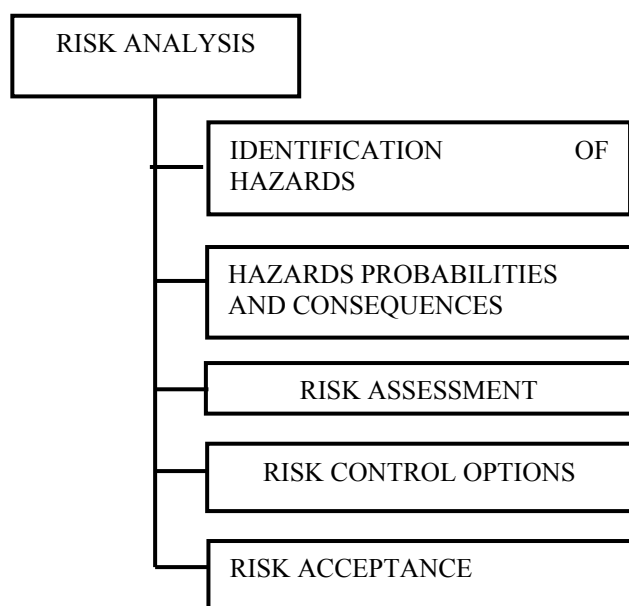 RISK ANALYSIS
IDENTIFICATION OF
HAZARDS
HAZARDS PROBABILITIES
AND CONSEQUENCES
RISK ASSESSMENT
RISK CONTROL OPTIONS
RISK ACCEPTANCE